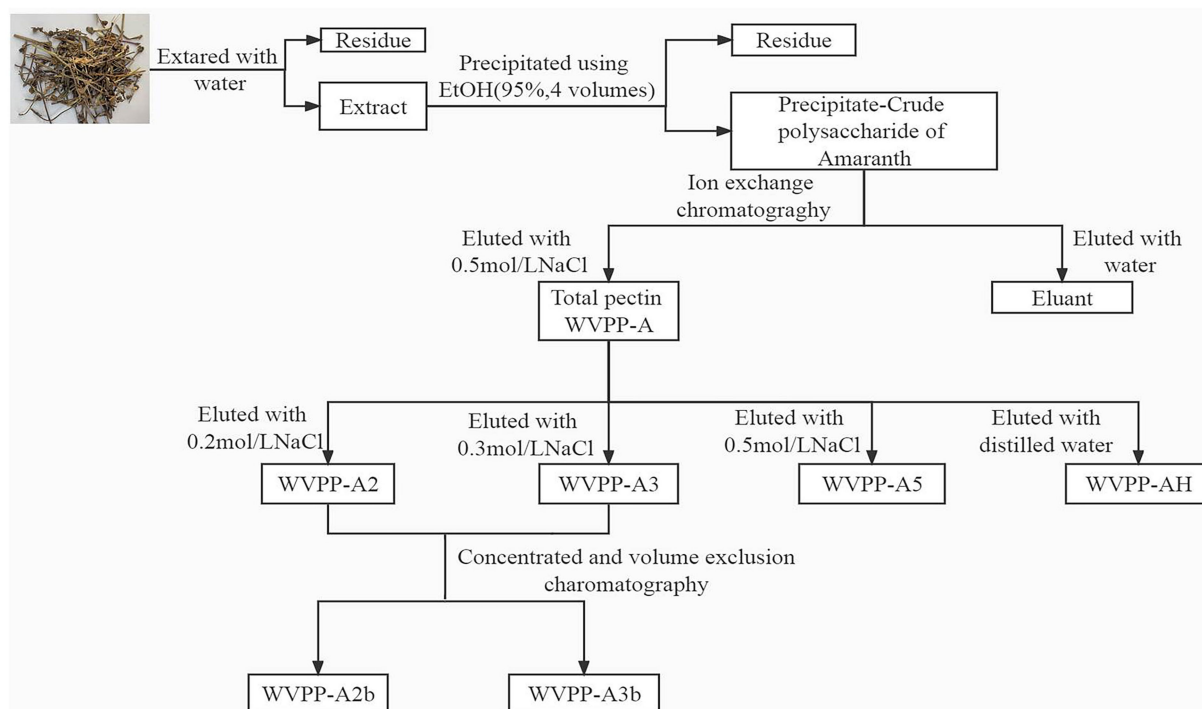 Extared with
water
Residue
Extract
Precipitated using
EtOH(95%,4 volumes)
Residue
Precipitate-Crude
polysaccharide of
Amaranth
Ion exchange
chromatograghy
Eluted with
0.5mol/LNaCl
Eluted with
water
Total pectin
WVPP-A
Eluant
Eluted with
0.2mol/LNaCl
Eluted with
0.3mol/LNaCl
Eluted with
0.5mol/LNaCl
Eluted with
distilled water
WVPP-A2
WVPP-A3
WVPP-A5
WVPP-AH
Concentrated and volume exclusion
charomatography
WVPP-A2b
WVPP-A3b